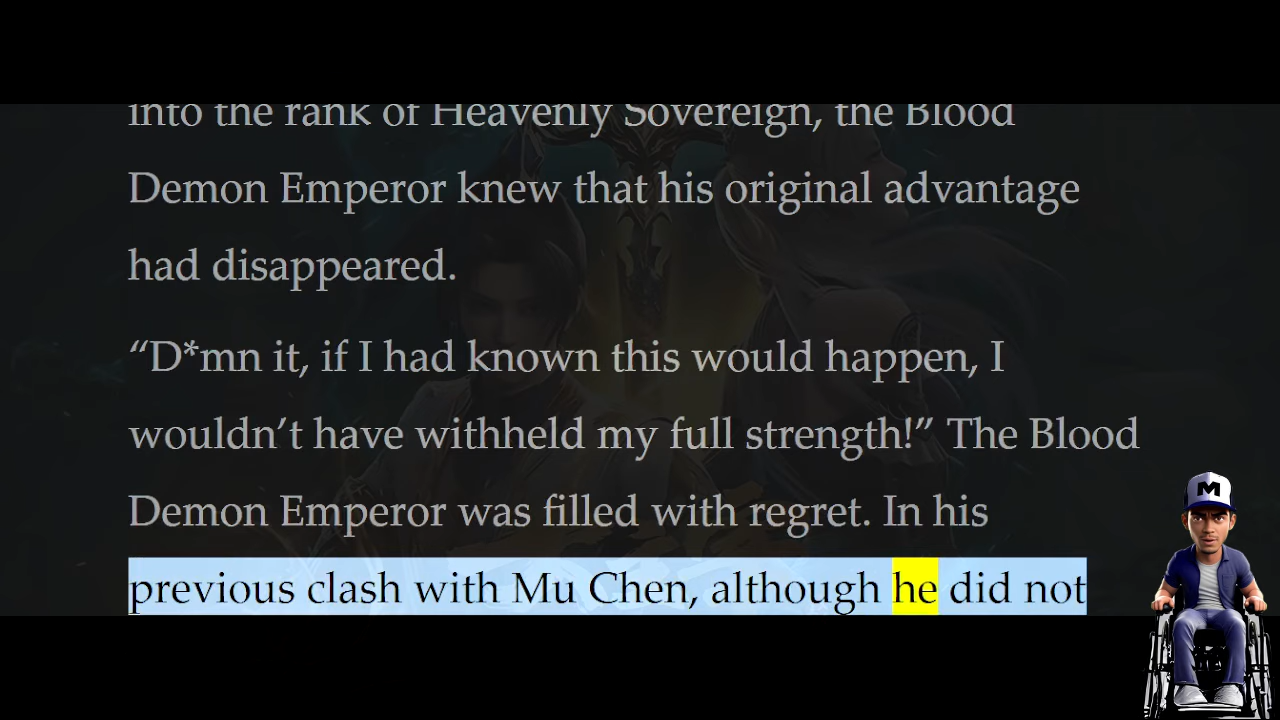 into the rank of Heavenly Sovereign, the Blood
Demon Emperor knew that his original advantage
had disappeared.
“D*mn it, if I had known this would happen, I
wouldn’t have withheld my full strength!” The Blood
Demon Emperor was filled with regret. In his
previous clash with Mu Chen, although he did not
M